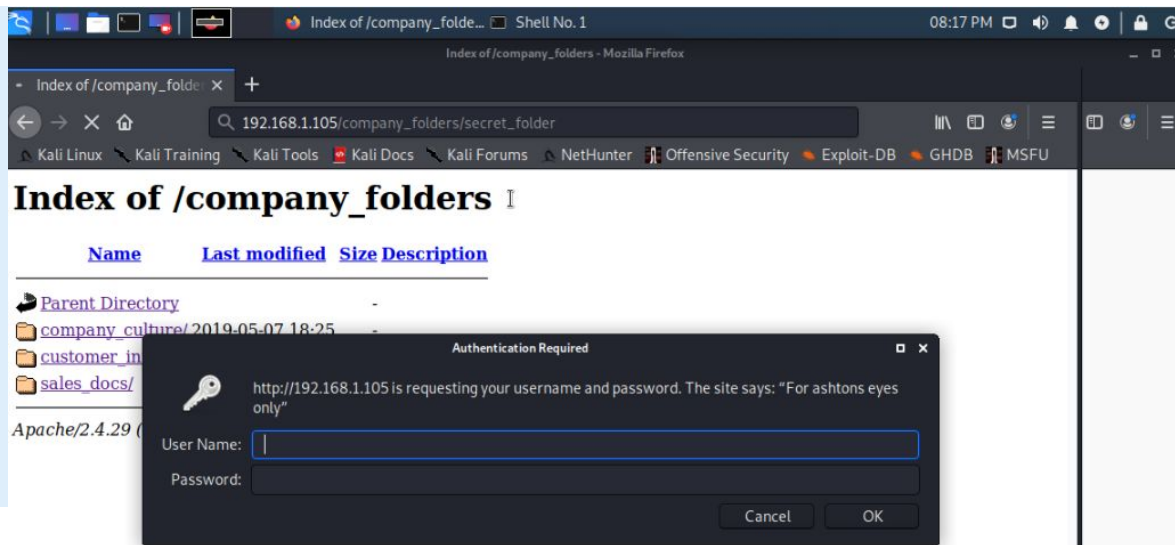 Index of /company_folde... Shell No. 1 08:17 PM
Index of /company_folders - Mozilla Firefox
Index of /company_folder
192.168.1.105/company_folders/secret_folder
Kali Linux Kali Training Kali Tools Kali Docs Kali Forums NetHunter Offensive Security Exploit-DB GHDB MSFU
Index of /company_folders
Name Last modified Size Description
Parent Directory -
company_culture/ 2019-05-07 18:25 -
customer_in
sales_docs/
Apache/2.4.29 (
Authentication Required
http://192.168.1.105 is requesting your username and password. The site says: “For ashtons eyes
only”
User Name:
Password:
Cancel OK